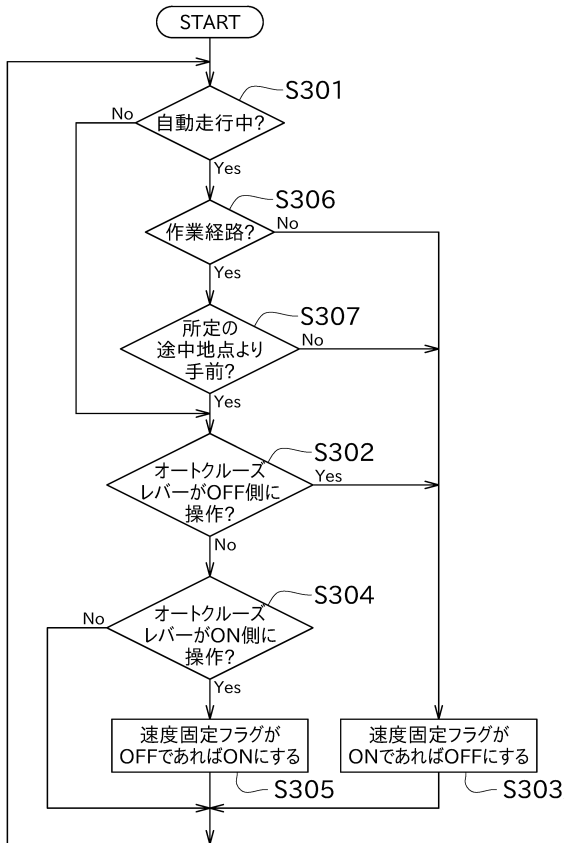 START
S301
No
自動走行中?
Yes
S306
No
作業経路?
Yes
S307
所定の
途中地点より
手前?
No
Yes
S302
オートクルーズ
レバーがOFF側に
操作?
Yes
No
S304
No
オートクルーズ
レバーがON側に
操作?
Yes
速度固定フラグが
OFFであればONにする
S305
速度固定フラグが
ONであればOFFにする
S303